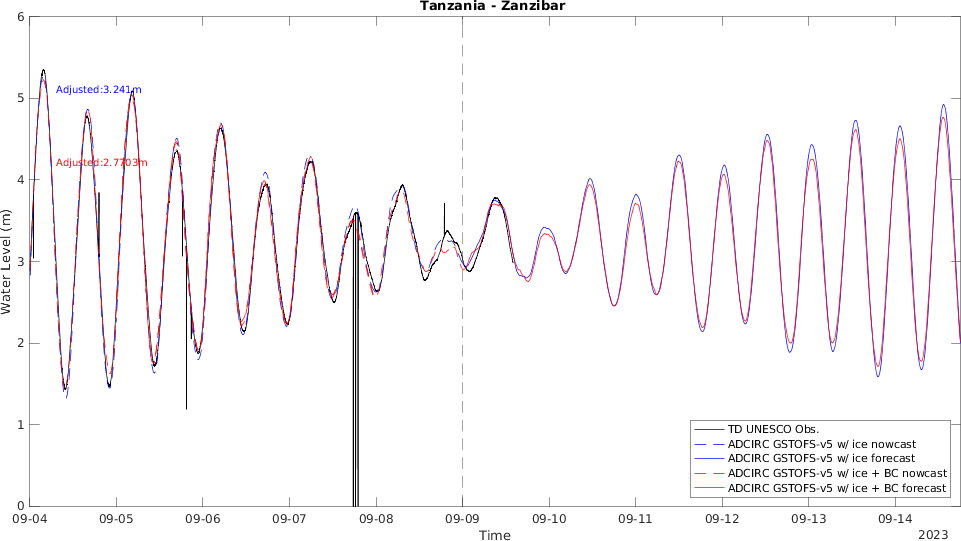 Tanzania - Zanzibar
6
5
4
3
2
1
0
Water Level (m)
Adjusted:3.241m
Adjusted:2.7703m
TD UNESCO Obs.
ADCIRC GSTOFS-v5 w/ ice nowcast
ADCIRC GSTOFS-v5 w/ ice forecast
ADCIRC GSTOFS-v5 w/ ice + BC nowcast
ADCIRC GSTOFS-v5 w/ ice + BC forecast
09-04 09-05 09-06 09-07 09-08 09-09 09-10 09-11 09-12 09-13 09-14
Time
2023